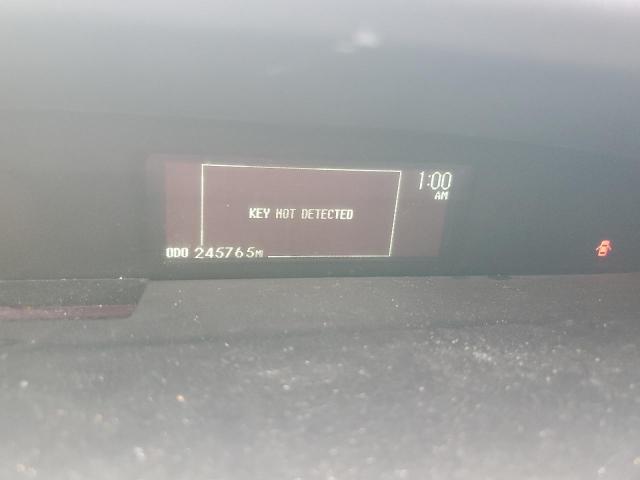 1:00
AM
KEY NOT DETECTED
ODO 245765MI